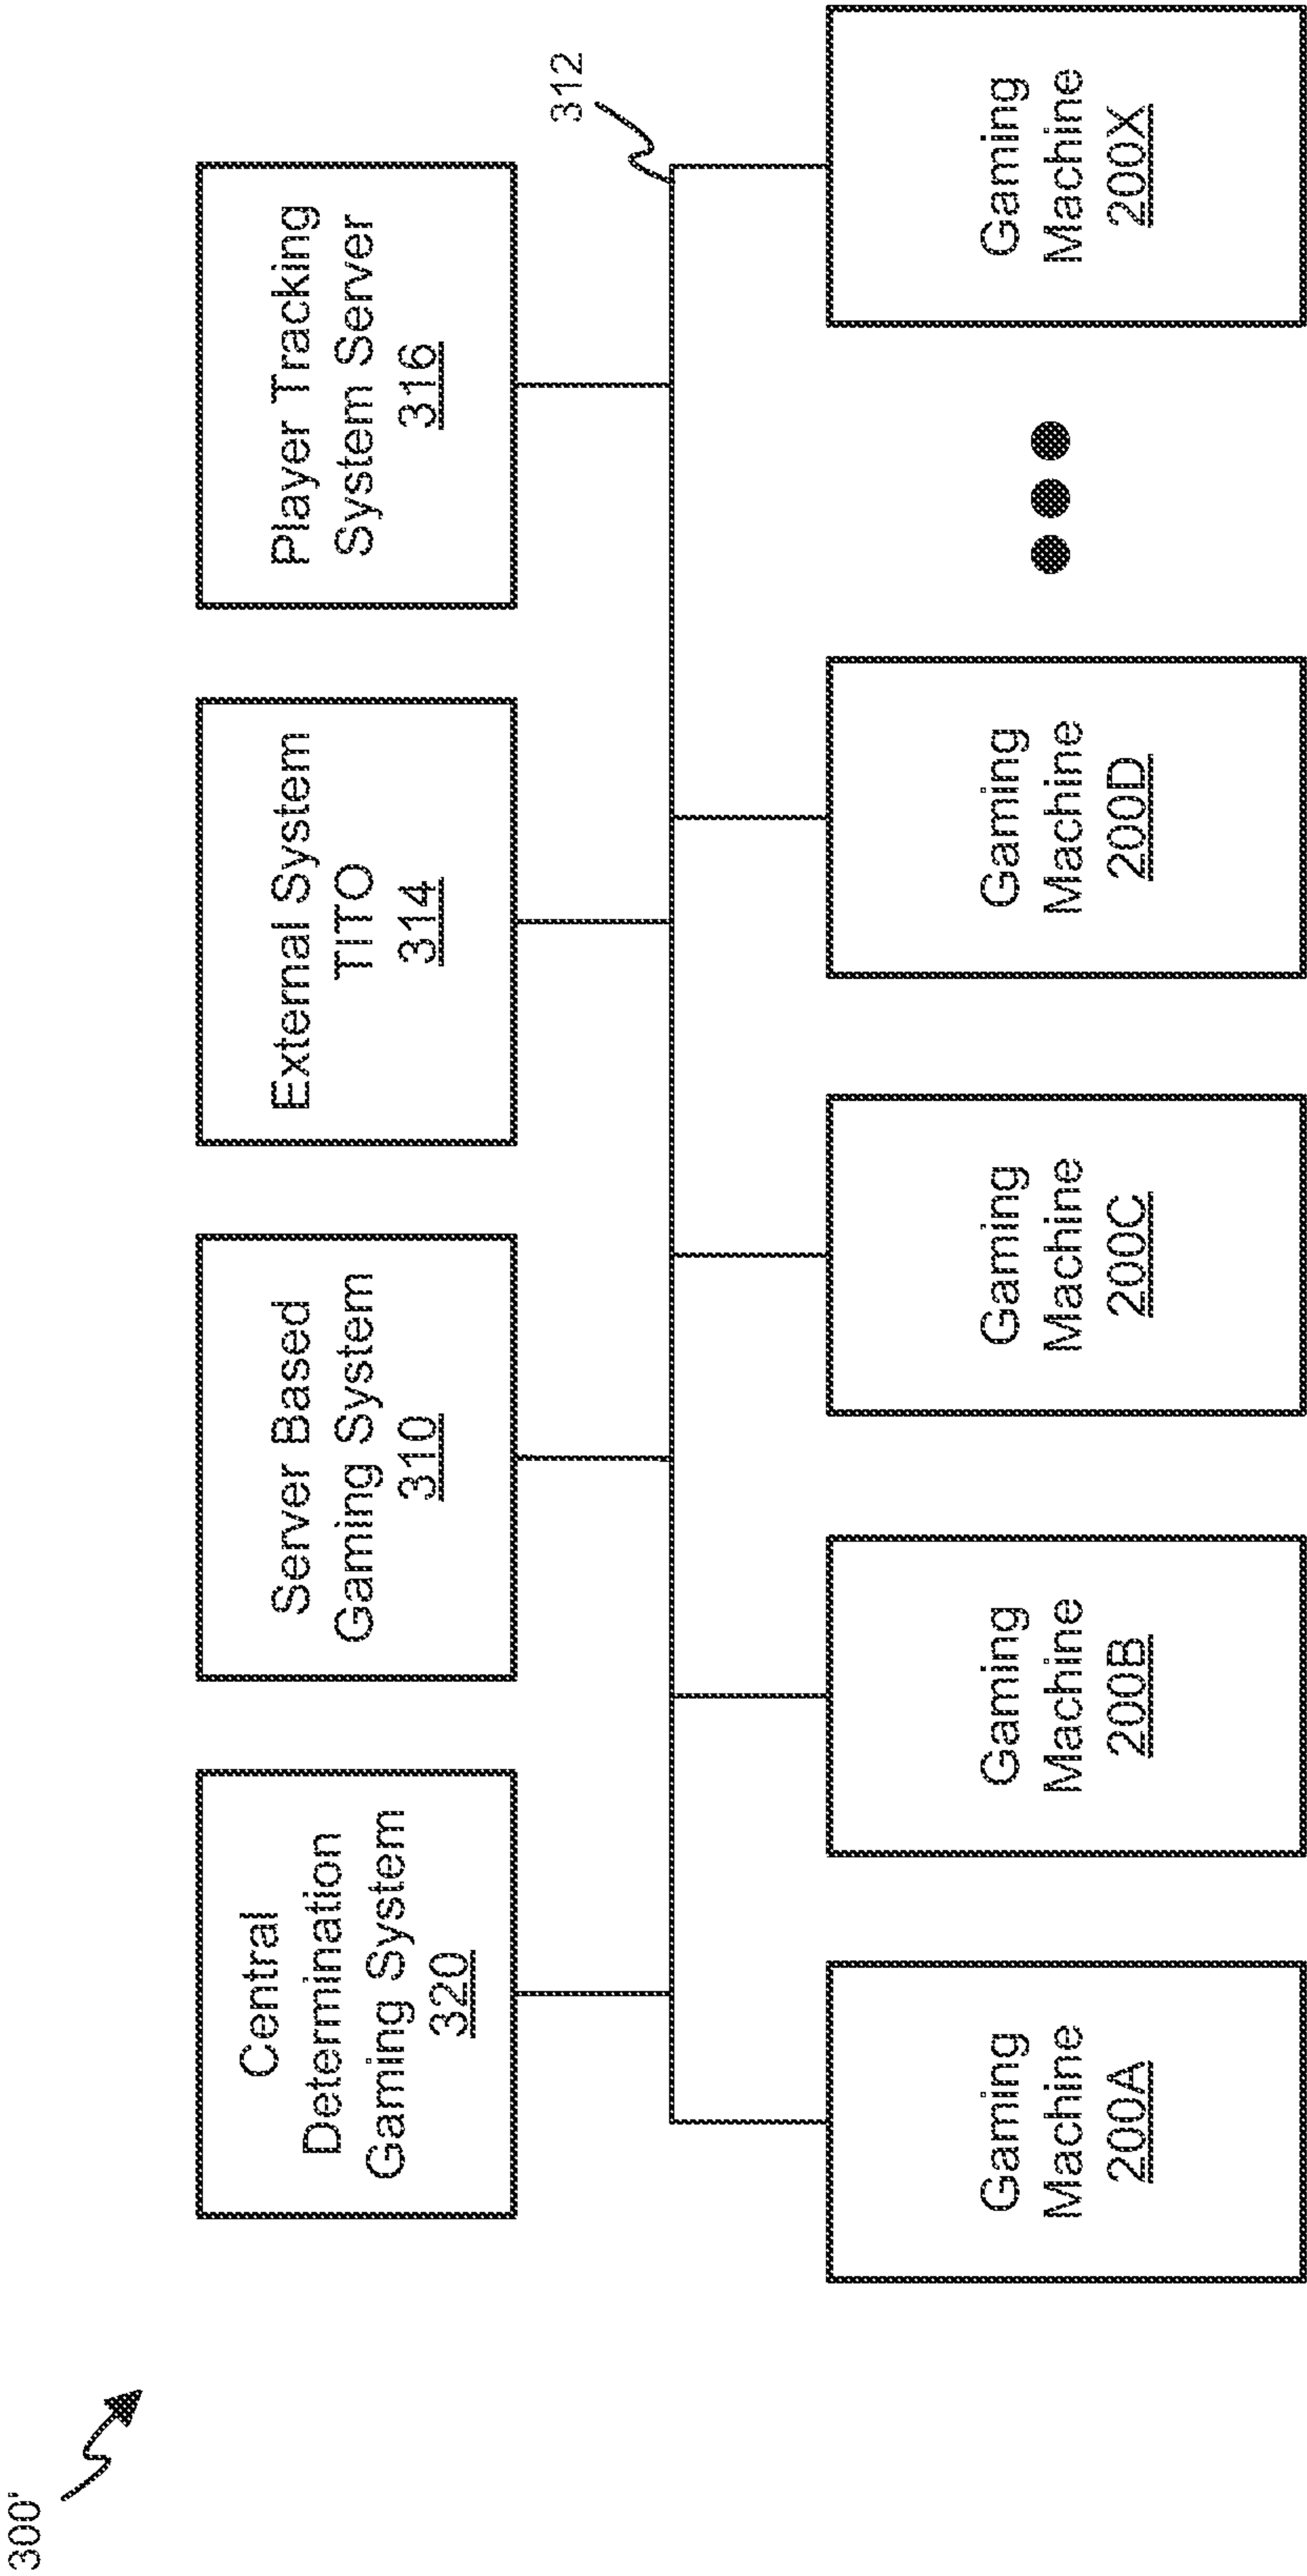 300'
Central
Determination
Gaming System
320
Server Based
Gaming System
310
External System
TITO
314
Player Tracking
System Server
316
312
Gaming
Machine
200A
Gaming
Machine
200B
Gaming
Machine
200C
Gaming
Machine
200D
Gaming
Machine
200X